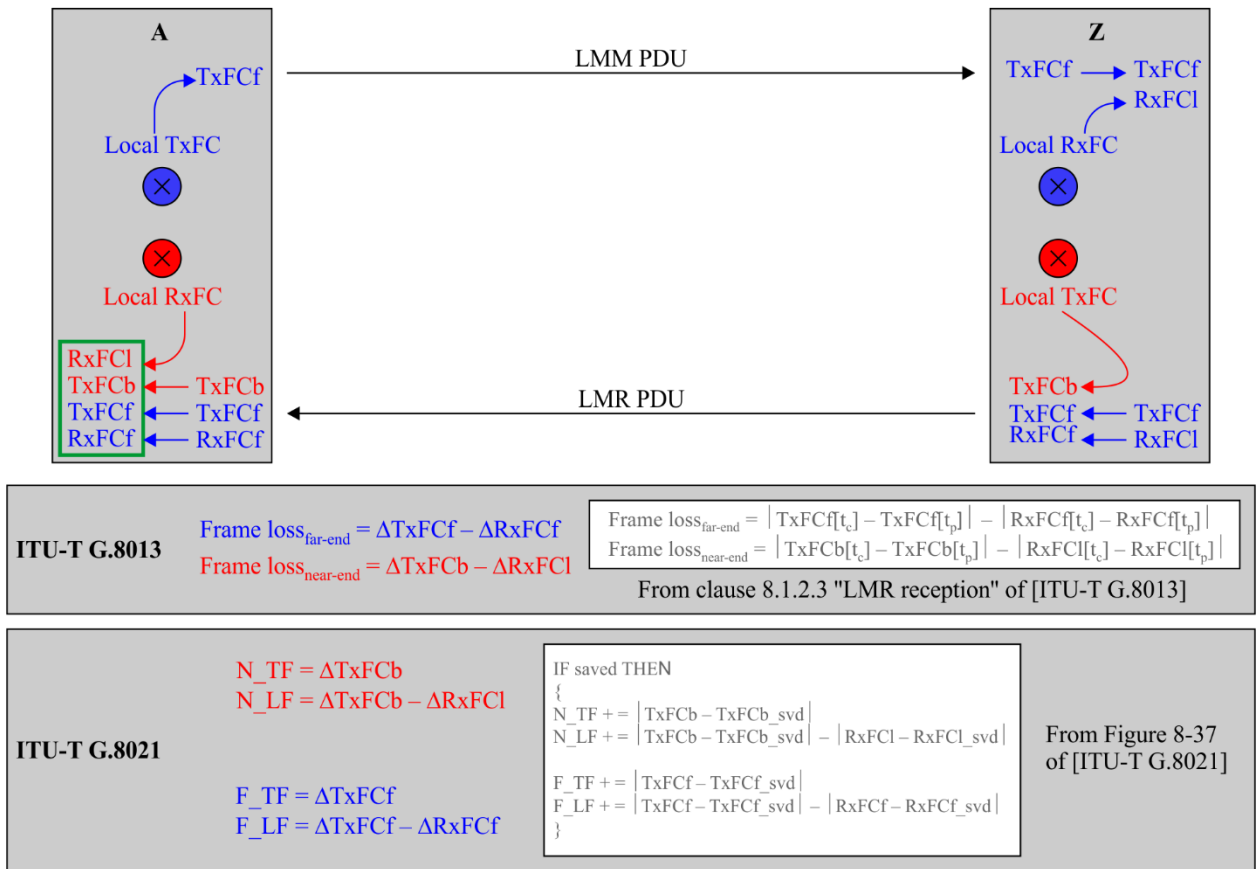 A
Z
LMM PDU
TxFCf
TxFCf TxFCf
RxFCl
Local TxFC
Local RxFC
Local RxFC
Local TxFC
RxFCl
TxFCb TxFCb
TxFCf TxFCf
RxFCf RxFCf
LMR PDU
TxFCb
TxFCf TxFCf
RxFCf RxFCl
ITU-T G.8013
Frame loss_far-end = ΔTxFCf – ΔRxFCf
Frame loss_near-end = ΔTxFCb – ΔRxFCl
Frame loss_far-end = |TxFCf[t_c] – TxFCf[t_p]| – |RxFCf[t_c] – RxFCf[t_p]|
Frame loss_near-end = |TxFCb[t_c] – TxFCb[t_p]| – |RxFCl[t_c] – RxFCl[t_p]|
From clause 8.1.2.3 "LMR reception" of [ITU-T G.8013]
ITU-T G.8021
N_TF = ΔTxFCb
N_LF = ΔTxFCb – ΔRxFCl
F_TF = ΔTxFCf
F_LF = ΔTxFCf – ΔRxFCf
IF saved THEN
{
N_TF + = |TxFCb – TxFCb_svd|
N_LF + = |TxFCb – TxFCb_svd| – |RxFCl – RxFCl_svd|
F_TF + = |TxFCf – TxFCf_svd|
F_LF + = |TxFCf – TxFCf_svd| – |RxFCf – RxFCf_svd|
}
From Figure 8-37
of [ITU-T G.8021]